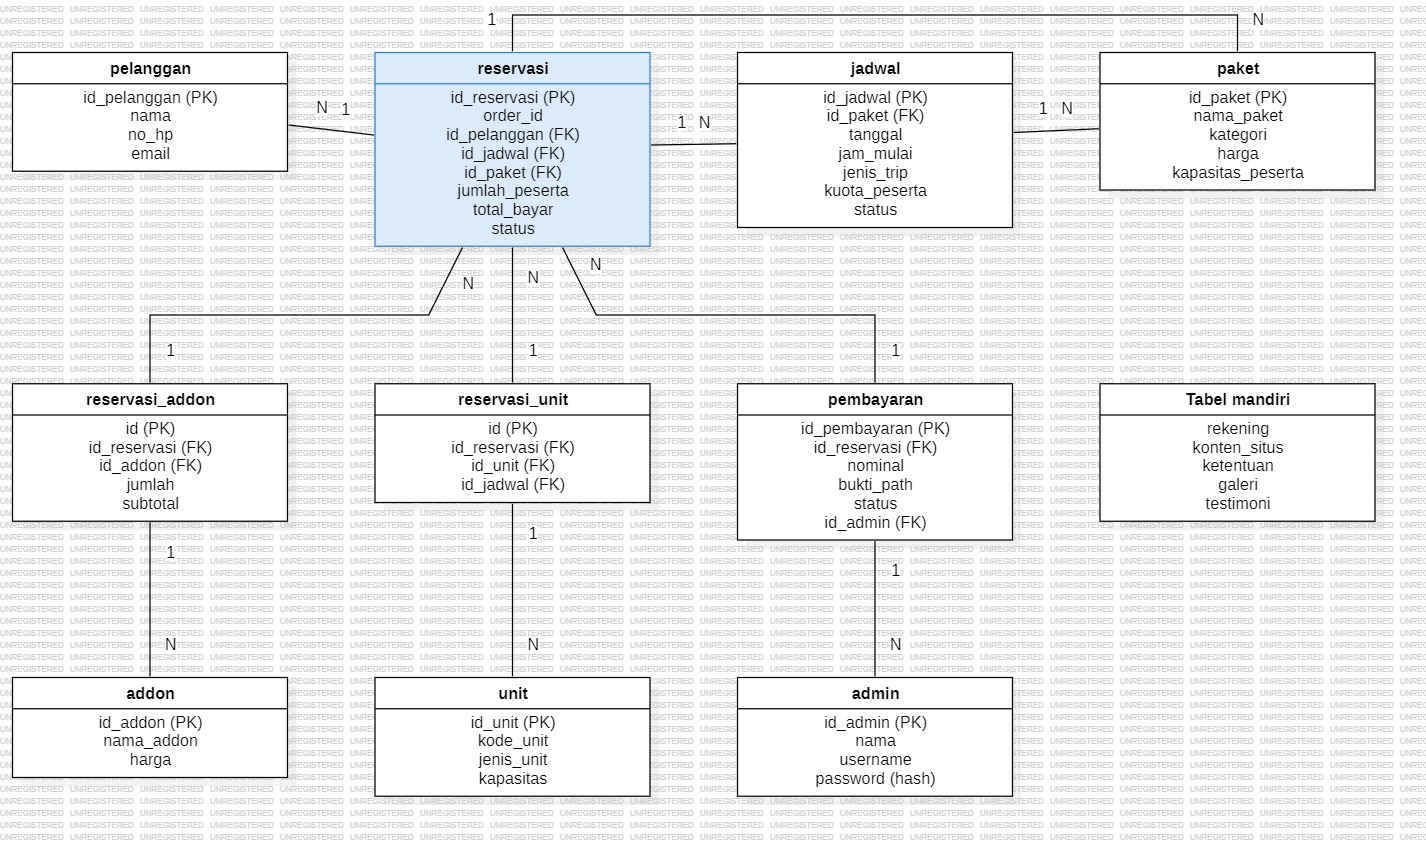 1
N
pelanggan
id_pelanggan (PK)
nama
no_hp
email
N 1
reservasi
id_reservasi (PK)
order_id
id_pelanggan (FK)
id_jadwal (FK)
id_paket (FK)
jumlah_peserta
total_bayar
status
1 N
jadwal
id_jadwal (PK)
id_paket (FK)
tanggal
jam_mulai
jenis_trip
kuota_peserta
status
1 N
paket
id_paket (PK)
nama_paket
kategori
harga
kapasitas_peserta
N
N
N
1
1
1
reservasi_addon
id (PK)
id_reservasi (FK)
id_addon (FK)
jumlah
subtotal
reservasi_unit
id (PK)
id_reservasi (FK)
id_unit (FK)
id_jadwal (FK)
pembayaran
id_pembayaran (PK)
id_reservasi (FK)
nominal
bukti_path
status
id_admin (FK)
Tabel mandiri
rekening
konten_situs
ketentuan
galeri
testimoni
1
1
1
N
N
N
addon
id_addon (PK)
nama_addon
harga
unit
id_unit (PK)
kode_unit
jenis_unit
kapasitas
admin
id_admin (PK)
nama
username
password (hash)
UNREGISTERED